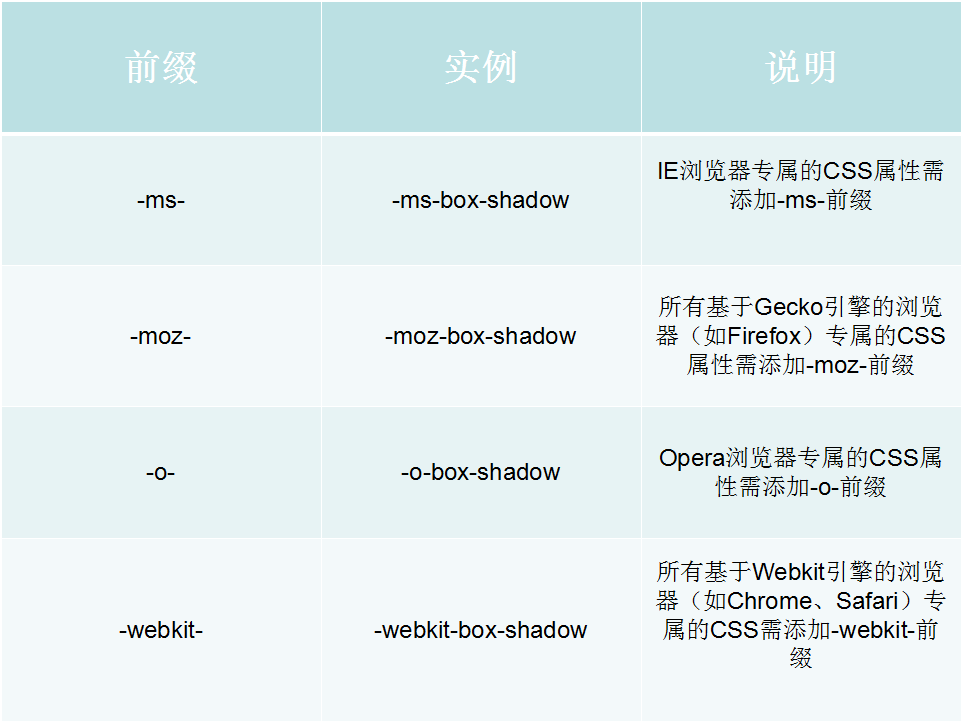 前缀
实例
说明
-ms-
-ms-box-shadow
IE浏览器专属的CSS属性需
添加-ms-前缀
-moz-
-moz-box-shadow
所有基于Gecko引擎的浏览
器（如Firefox）专属的CSS
属性需添加-moz-前缀
-o-
-o-box-shadow
Opera浏览器专属的CSS属
性需添加-o-前缀
-webkit-
-webkit-box-shadow
所有基于Webkit引擎的浏览
器（如Chrome、Safari）专
属的CSS需添加-webkit-前
缀